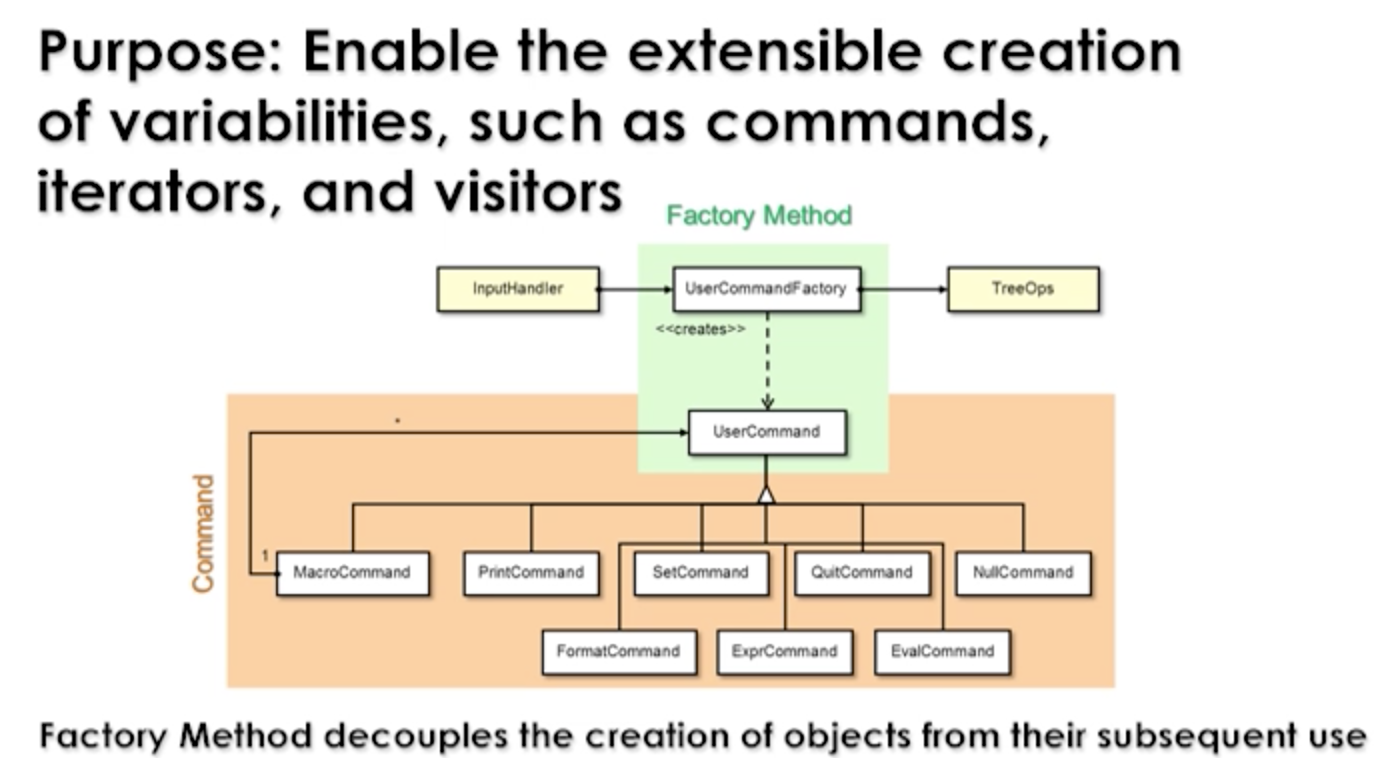 Purpose: Enable the extensible creation
of variabilities, such as commands,
iterators, and visitors
Factory Method
InputHandler
UserCommandFactory
TreeOps
<<creates>>
UserCommand
Command
1
MacroCommand
PrintCommand
SetCommand
QuitCommand
NullCommand
FormatCommand
ExprCommand
EvalCommand
Factory Method decouples the creation of objects from their subsequent use